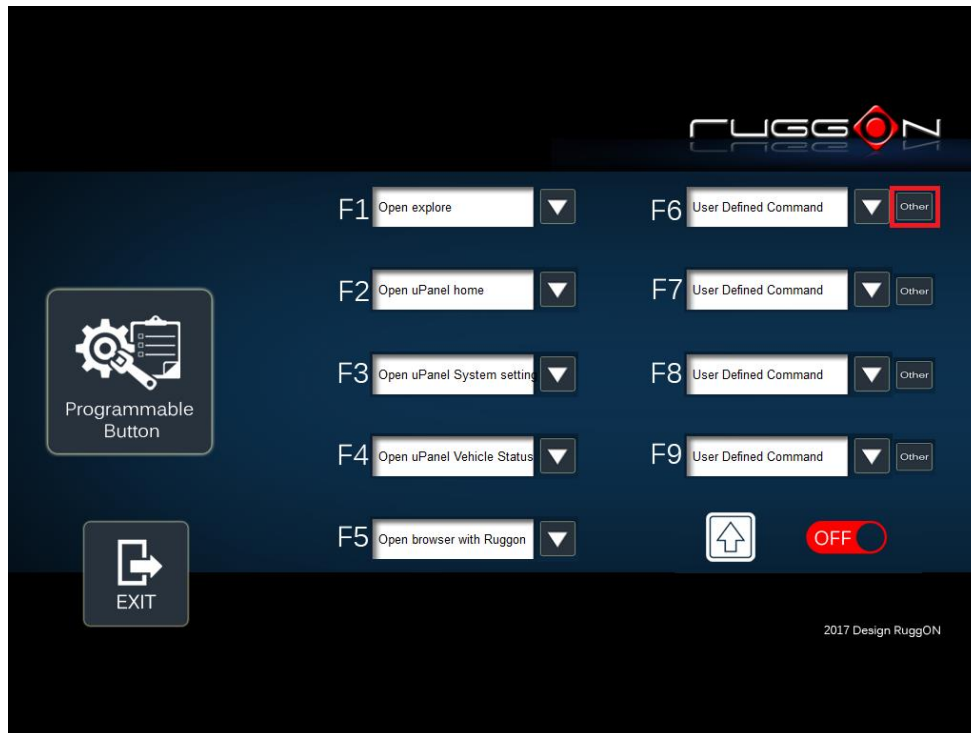 RUGGON
F1 Open explore
F2 Open uPanel home
F3 Open uPanel System setting
F4 Open uPanel Vehicle Status
F5 Open browser with Ruggon
F6 User Defined Command Other
F7 User Defined Command Other
F8 User Defined Command Other
F9 User Defined Command Other
OFF
Programmable
Button
EXIT
2017 Design RuggON